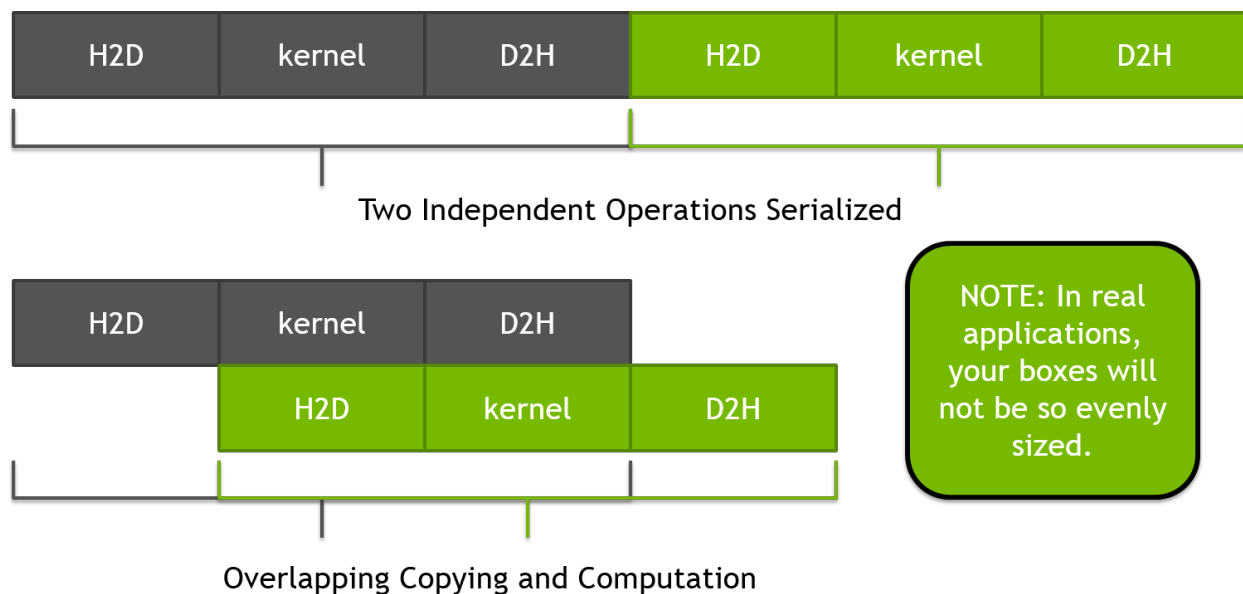 H2D kernel D2H H2D kernel D2H
Two Independent Operations Serialized
H2D kernel D2H
H2D kernel D2H
NOTE: In real
applications,
your boxes will
not be so evenly
sized.
Overlapping Copying and Computation